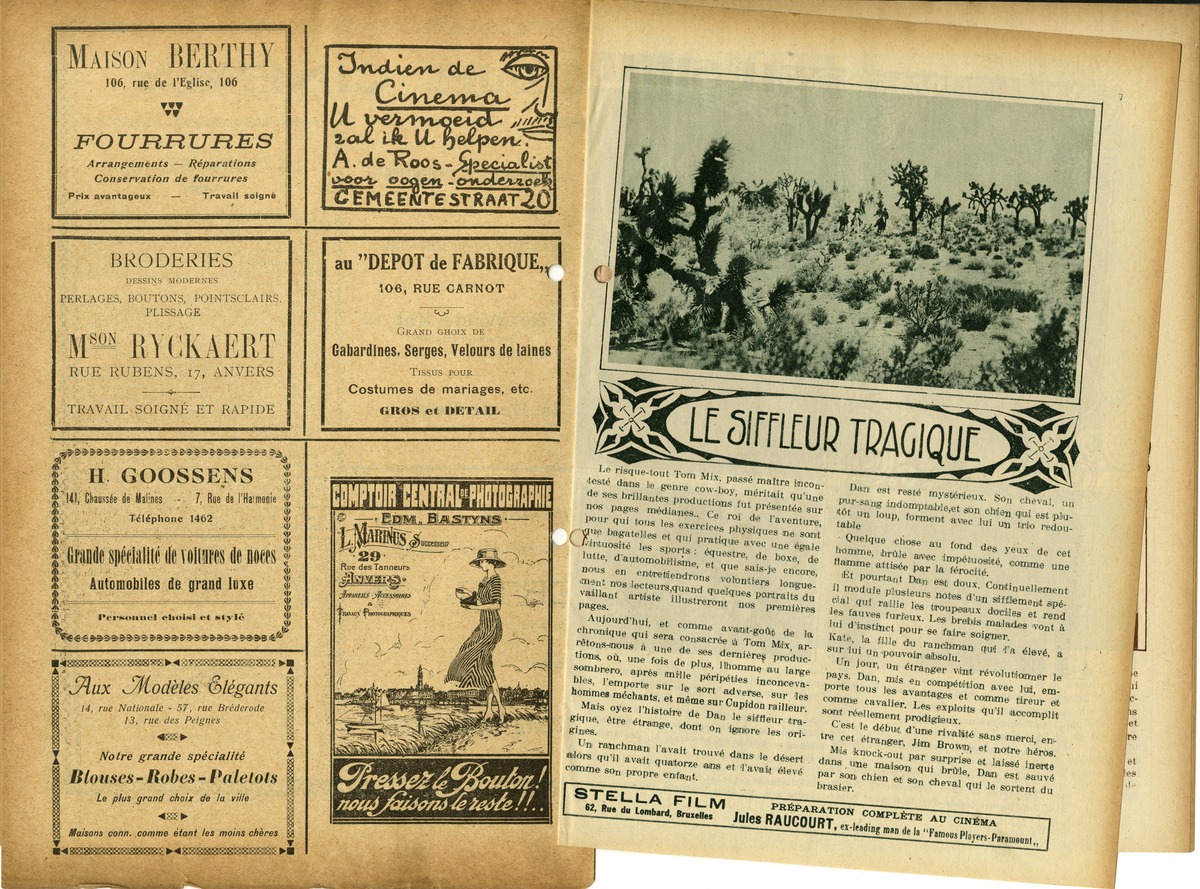 MAISON BERTHY
106, rue de l'Eglise, 106
FOURRURES
Arrangements — Réparations
Conservation de fourrures
Prix avantageux — Travail soigné
Indien de
Cinema
U vermoeid
zal ik U helpen.
A. de Roos - Specialist
voor oogen-onderzoek
GEMEENTESTRAAT 20
BRODERIES
DESSINS MODERNES
PERLAGES, BOUTONS, POINTSCLAIRS,
PLISSAGE
MSON RYCKAERT
RUE RUBENS, 17, ANVERS
TRAVAIL SOIGNÉ ET RAPIDE
au "DEPOT de FABRIQUE„
106, RUE CARNOT
GRAND GHOIX DE
Gabardines, Serges, Velours de laines
TISSUS POUR
Costumes de mariages, etc.
GROS et DETAIL
H. GOOSSENS
141, Chaussée de Malines - 7, Rue de l'Harmonie
Téléphone 1462
Grande spécialité de voitures de noces
Automobiles de grand luxe
Personnel choisi et stylé
COMPTOIR CENTRAL DE PHOTOGRAPHIE
EDM. BASTYNS
L. MARINUS SUCCESSEUR
29
Rue des Tanneurs
ANVERS
APPAREILS ACCESSOIRES
&
TRAVAUX PHOTOGRAPHIQUES
Pressez le Bouton!
nous faisons le reste!!..
Aux Modèles Elégants
14, rue Nationale - 57, rue Bréderode
13, rue des Peignes
Notre grande spécialité
Blouses-Robes-Paletots
Le plus grand choix de la ville
Maisons conn. comme étant les moins chères
LE SIFFLEUR TRAGIQUE
Le risque-tout Tom Mix, passé maître incon-
testé dans le genre cow-boy, méritait qu'une
de ses brillantes productions fut présentée sur
nos pages médianes.. Ce roi de l'aventure,
pour qui tous les exercices physiques ne sont
que bagatelles et qui pratique avec une égale
virtuosité les sports : équestre, de boxe, de
lutte, d'automobilisme, et que sais-je encore,
nous en entretiendrons volontiers longue-
ment nos lecteurs,quand quelques portraits du
vaillant artiste illustreront nos premières
pages.
Aujourd'hui, et comme avant-goût de la
chronique qui sera consacrée à Tom Mix, ar-
rêtons-nous à une de ses dernières produc-
tions, où, une fois de plus, l'homme au large
sombrero, après mille péripéties inconceva-
bles, l'emporte sur le sort adverse, sur les
hommes méchants, et même sur Cupidon railleur.
Mais oyez l'histoire de Dan le siffleur tra-
gique, être étrange, dont on ignore les ori-
gines.
Un ranchman l'avait trouvé dans le désert
alors qu'il avait quatorze ans et l'avait élevé
comme son propre enfant.
Dan est resté mystérieux. Son cheval, un
pur-sang indomptable,et son chien qui est plu-
tôt un loup, forment avec lui un trio redou-
table
Quelque chose au fond des yeux de cet
homme, brûle avec impétuosité, comme une
flamme attisée par la férocité.
Et pourtant Dan est doux. Continuellement
il module plusieurs notes d'un sifflement spé-
cial qui raillie les troupeaux dociles et rend
les fauves furieux. Les brebis malades vont à
lui d'instinct pour se faire soigner.
Kate, la fille du ranchman qui l'a élevé, a
sur lui un pouvoir absolu.
Un jour, un étranger vint révolutionner le
pays. Dan, mis en compétition avec lui, em-
porte tous les avantages et comme tireur et
comme cavalier. Les exploits qu'il accomplit
sont réellement prodigieux.
C'est le début d'une rivalité sans merci, en-
tre cet étranger, Jim Brown, et notre héros.
Mis knock-out par surprise et laissé inerte
dans une maison qui brûle, Dan est sauvé
par son chien et son cheval qui le sortent du
brasier.
STELLA FILM
62, Rue du Lombard, Bruxelles
PRÉPARATION COMPLÈTE AU CINÉMA
Jules RAUCOURT, ex-leading man de la "Famous Players-Paramount„